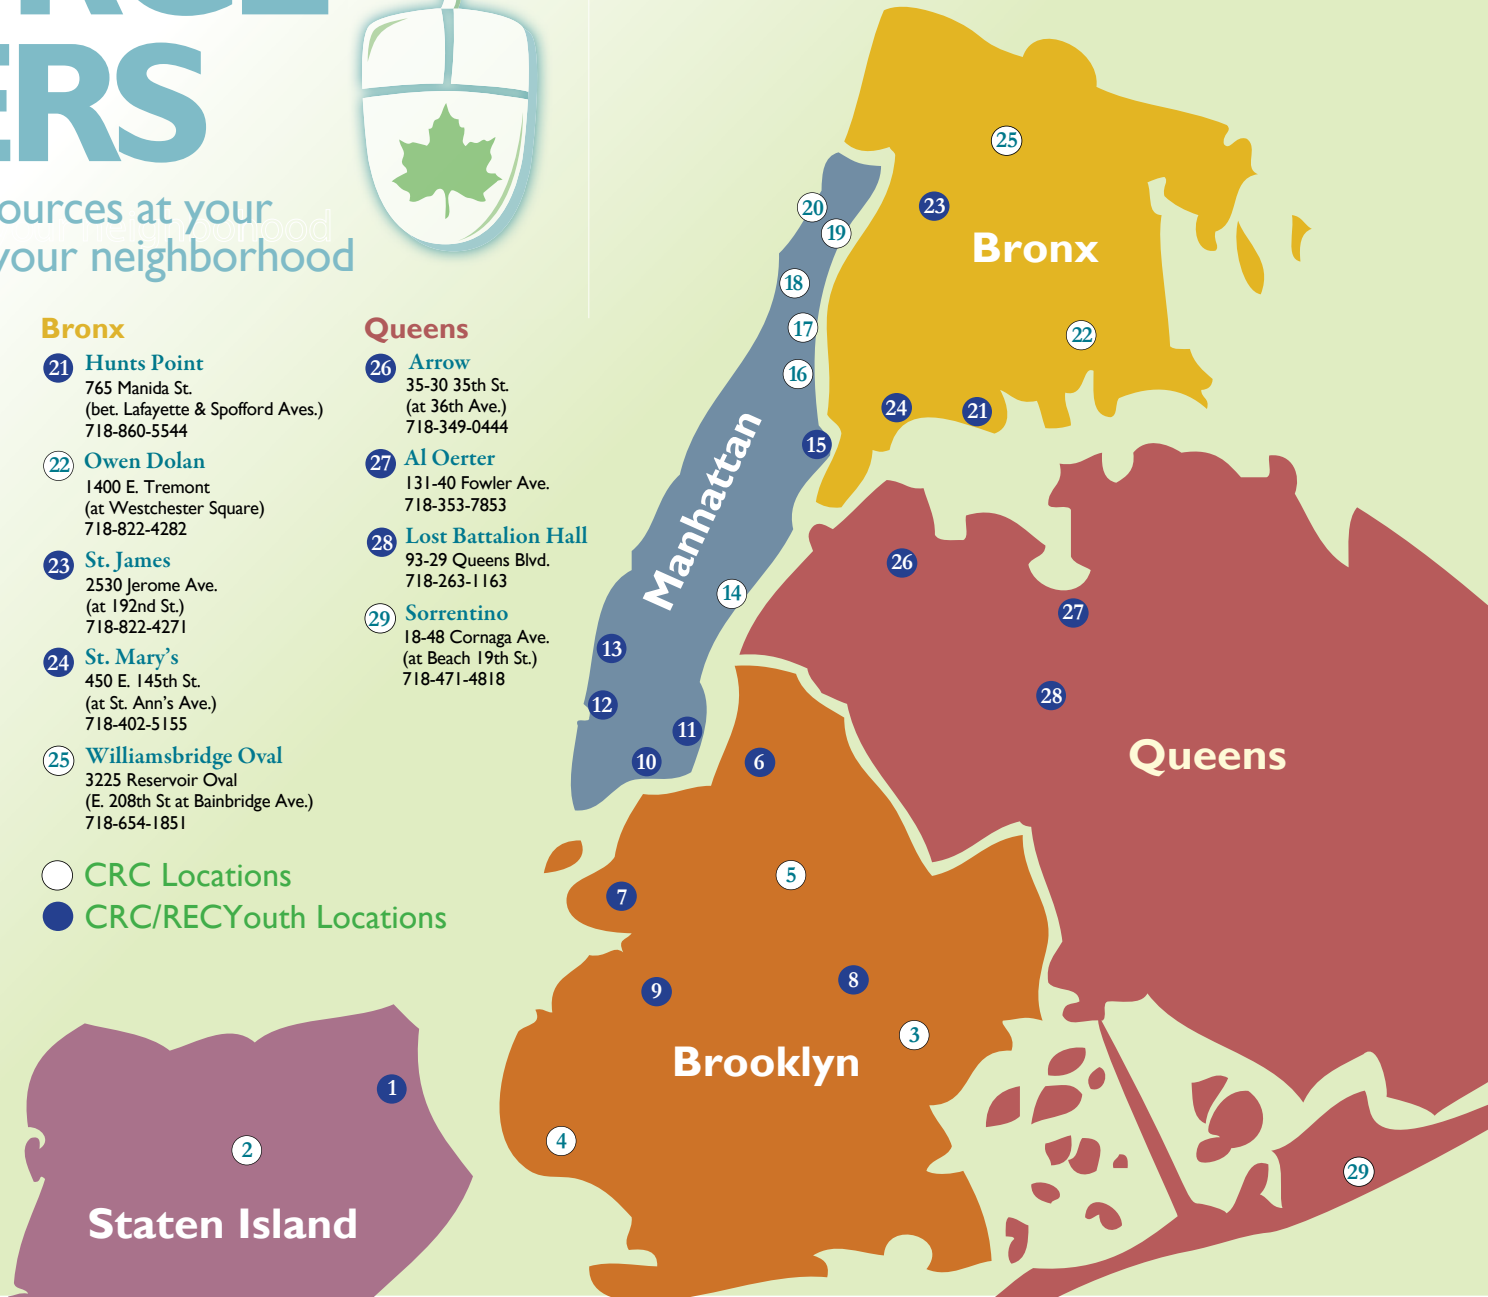 ERS
ources at your
your neighborhood
Bronx
21 Hunts Point
765 Manida St.
(bet. Lafayette & Spofford Aves.)
718-860-5544
22 Owen Dolan
1400 E. Tremont
(at Westchester Square)
718-822-4282
23 St. James
2530 Jerome Ave.
(at 192nd St.)
718-822-4271
24 St. Mary's
450 E. 145th St.
(at St. Ann's Ave.)
718-402-5155
25 Williamsbridge Oval
3225 Reservoir Oval
(E. 208th St at Bainbridge Ave.)
718-654-1851
Queens
26 Arrow
35-30 35th St.
(at 36th Ave.)
718-349-0444
27 Al Oerter
131-40 Fowler Ave.
718-353-7853
28 Lost Battalion Hall
93-29 Queens Blvd.
718-263-1163
29 Sorrentino
18-48 Cornaga Ave.
(at Beach 19th St.)
718-471-4818
CRC Locations
CRC/RECYouth Locations
25
20
23
19
Bronx
18
17
22
16
24
21
15
Manhattan
26
14
27
13
28
12
11
Queens
10
6
5
7
8
9
3
Brooklyn
1
4
2
29
Staten Island